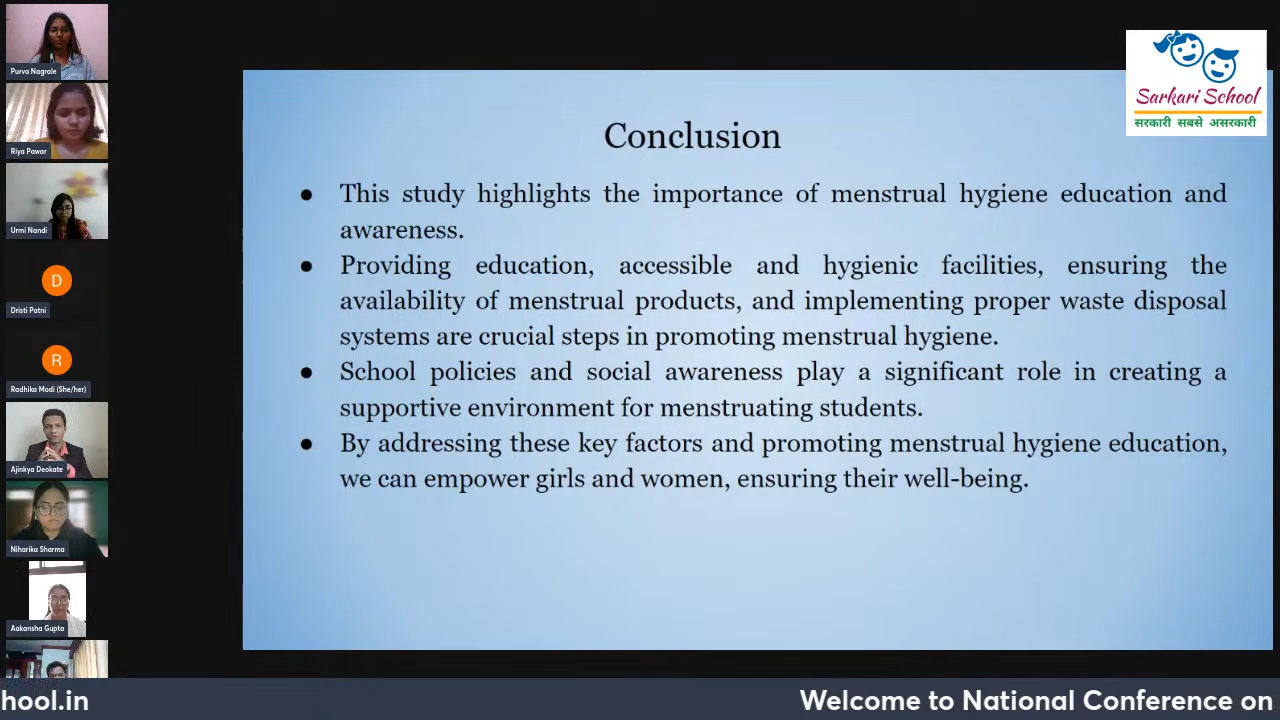 Purva Nagrale
Riya Pawar
Urmi Nandi
D
Dristi Patni
R
Radhika Modi (She/her)
Ajinkya Deokate
Niharika Sharma
Aakansha Gupta
Sarkari School
सरकारी सबसे असरकारी
Conclusion
● This study highlights the importance of menstrual hygiene education and
awareness.
● Providing education, accessible and hygienic facilities, ensuring the
availability of menstrual products, and implementing proper waste disposal
systems are crucial steps in promoting menstrual hygiene.
● School policies and social awareness play a significant role in creating a
supportive environment for menstruating students.
● By addressing these key factors and promoting menstrual hygiene education,
we can empower girls and women, ensuring their well-being.
hool.in Welcome to National Conference on